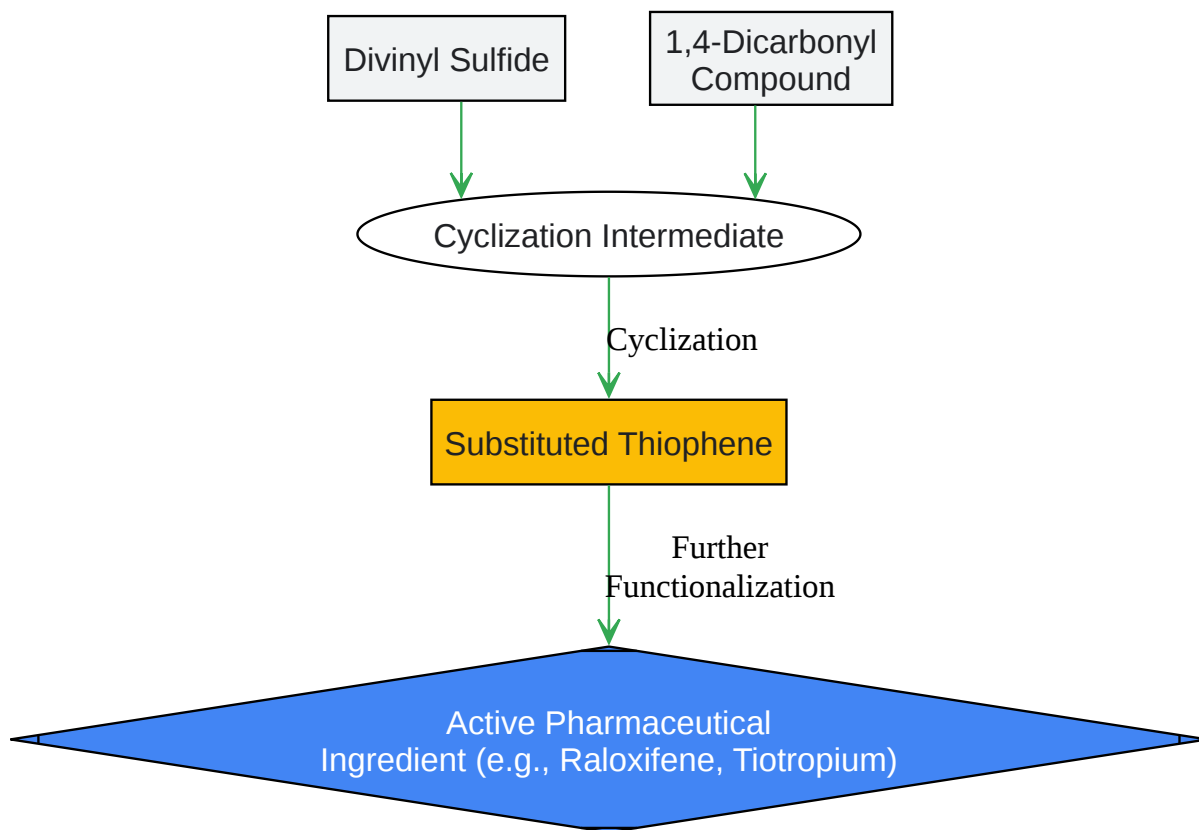 Divinyl Sulfide
1,4-Dicarbonyl
Compound
Cyclization Intermediate
Cyclization
Substituted Thiophene
Further
Functionalization
Active Pharmaceutical
Ingredient (e.g., Raloxifene, Tiotropium)